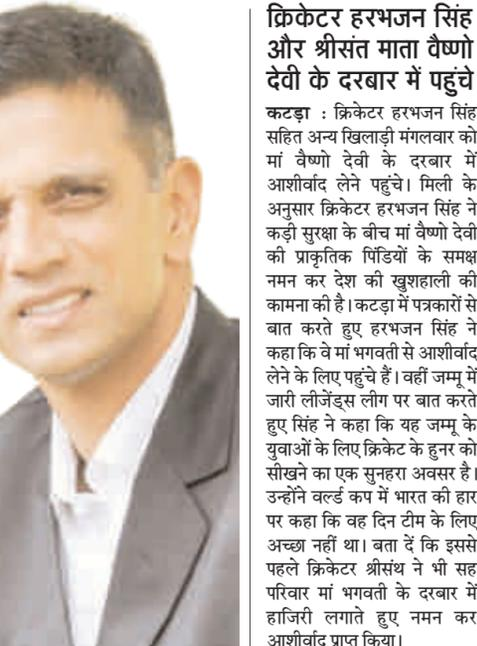 क्रिकेटर हरभजन सिंह
और श्रीसंत माता वैष्णो
देवी के दरबार में पहुंचे
कटड़ा : क्रिकेटर हरभजन सिंह
सहित अन्य खिलाड़ी मंगलवार को
मां वैष्णो देवी के दरबार में
आशीर्वाद लेने पहुंचे। मिली के
अनुसार क्रिकेटर हरभजन सिंह ने
कड़ी सुरक्षा के बीच मां वैष्णो देवी
की प्राकृतिक पिंडियों के समक्ष
नमन कर देश की खुशहाली की
कामना की है। कटड़ा में पत्रकारों से
बात करते हुए हरभजन सिंह ने
कहा कि वे मां भगवती से आशीर्वाद
लेने के लिए पहुंचे हैं। वहीं जम्मू में
जारी लीजेंड्स लीग पर बात करते
हुए सिंह ने कहा कि यह जम्मू के
युवाओं के लिए क्रिकेट के हुनर को
सीखने का एक सुनहरा अवसर है।
उन्होंने वर्ल्ड कप में भारत की हार
पर कहा कि वह दिन टीम के लिए
अच्छा नहीं था। बता दें कि इससे
पहले क्रिकेटर श्रीसंथ ने भी सह
परिवार मां भगवती के दरबार में
हाजिरी लगाते हुए नमन कर
आशीर्वाद प्राप्त किया।